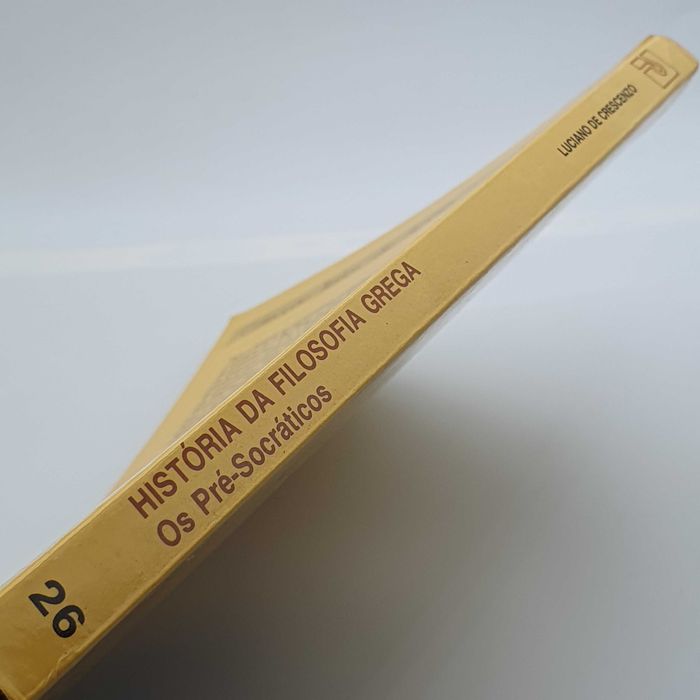 26
HISTÓRIA DA FILOSOFIA GREGA
Os Pré-Socráticos
LUCIANO DE CRESCENZO